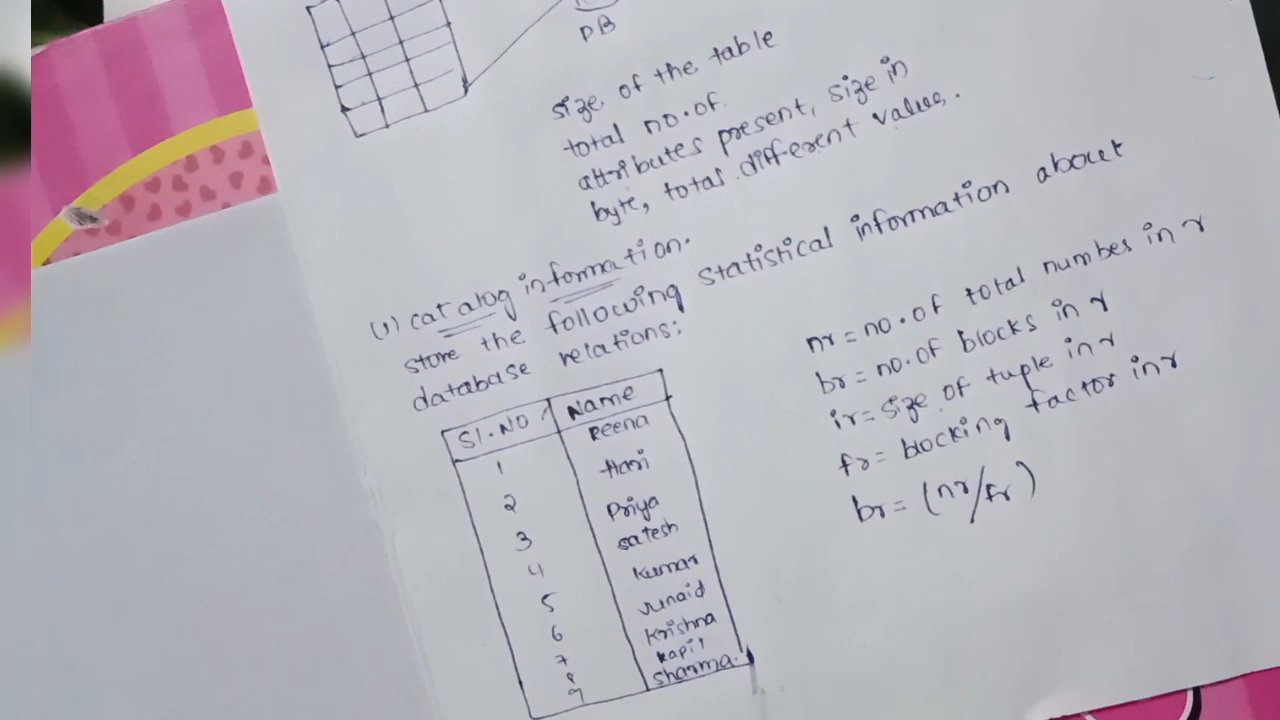 DB
size of the table
total no.of.
attributes present, size in
byte, total different values.
(1) catalog information.
store the following statistical information about
database relations:
Sl.NO Name
1 Reena
2 Hari
3 Priya
4 satesh
5 Kumar
6 Junaid
7 Krishna
8 Kapil
9 Sharma.
nr = no.of total number in r
br = no.of blocks in r
ir = size of tuple in r
fr = blocking factor in r
br = (nr/fr)